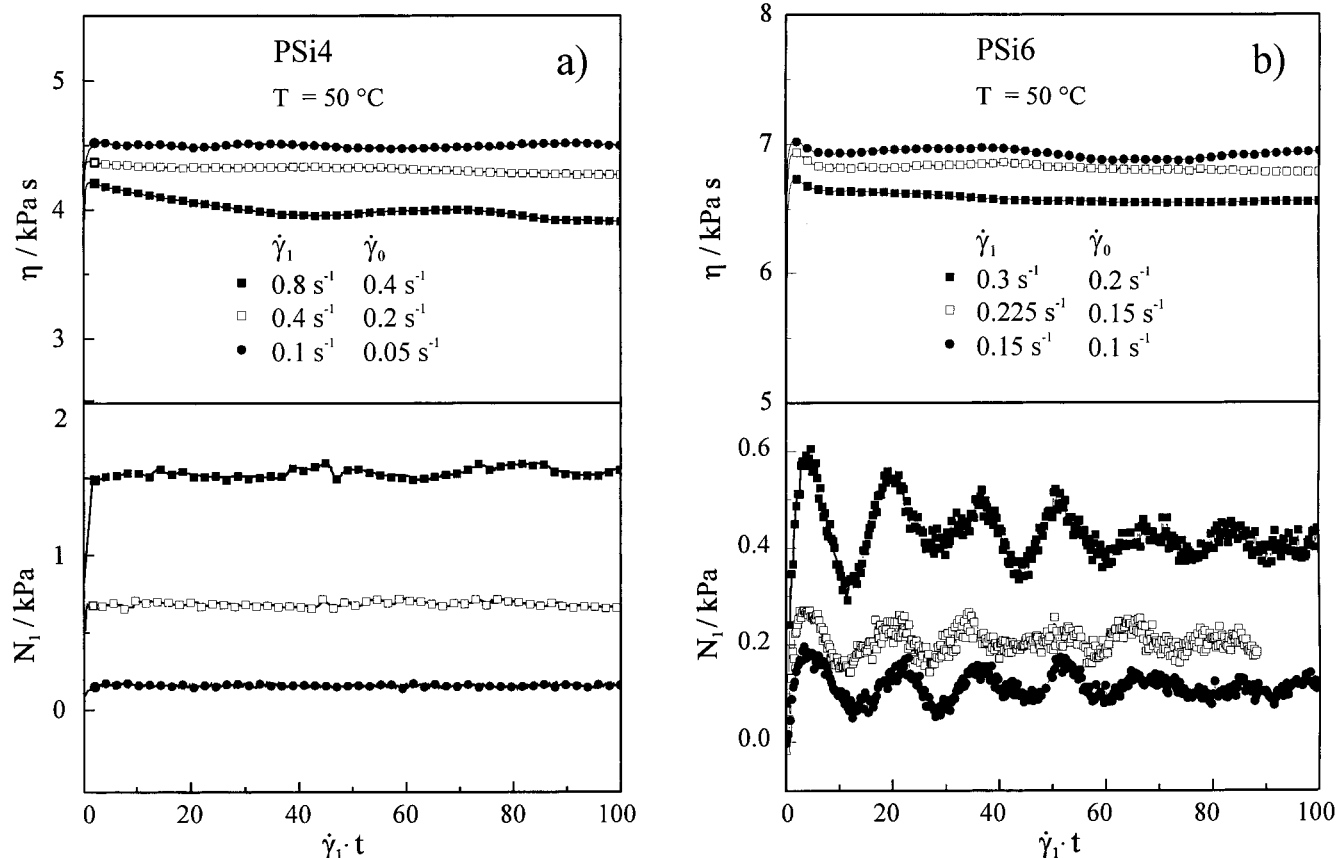 PSi4
a)
T = 50 °C
5
4
3
η / kPa s
γ̇₁ γ̇₀
0.8 s⁻¹ 0.4 s⁻¹
0.4 s⁻¹ 0.2 s⁻¹
0.1 s⁻¹ 0.05 s⁻¹
2
1
0
N₁ / kPa
0 20 40 60 80 100
γ̇₁· t
PSi6
b)
T = 50 °C
8
7
6
5
η / kPa s
γ̇₁ γ̇₀
0.3 s⁻¹ 0.2 s⁻¹
0.225 s⁻¹ 0.15 s⁻¹
0.15 s⁻¹ 0.1 s⁻¹
0.6
0.4
0.2
0.0
N₁ / kPa
0 20 40 60 80 100
γ̇₁· t